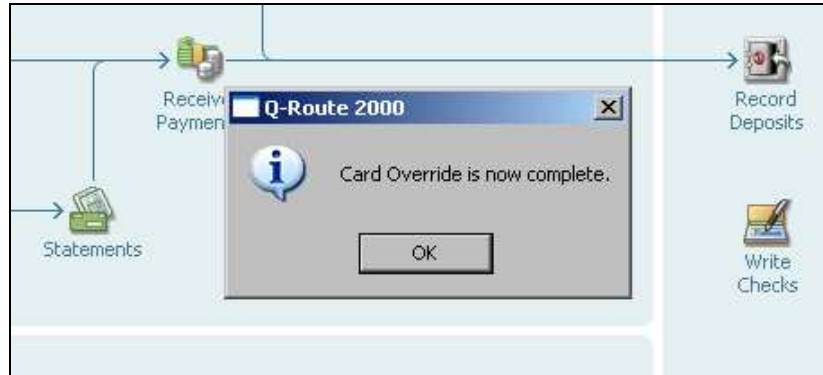 Receiv
Paymen
Q-Route 2000
Card Override is now complete.
OK
Record
Deposits
Statements
Write
Checks